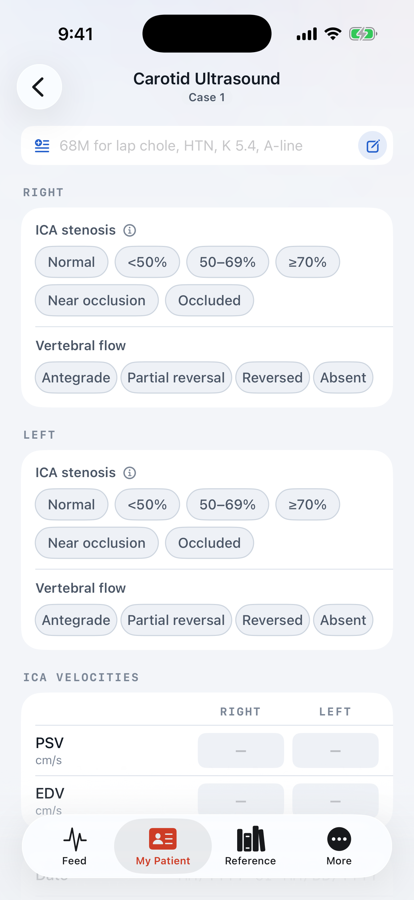 9:41
Carotid Ultrasound
Case 1
68M for lap chole, HTN, K 5.4, A-line
RIGHT
ICA stenosis
Normal <50% 50–69% ≥70%
Near occlusion Occluded
Vertebral flow
Antegrade Partial reversal Reversed Absent
LEFT
ICA stenosis
Normal <50% 50–69% ≥70%
Near occlusion Occluded
Vertebral flow
Antegrade Partial reversal Reversed Absent
ICA VELOCITIES
RIGHT LEFT
PSV – –
cm/s
EDV – –
cm/s
Feed My Patient Reference More